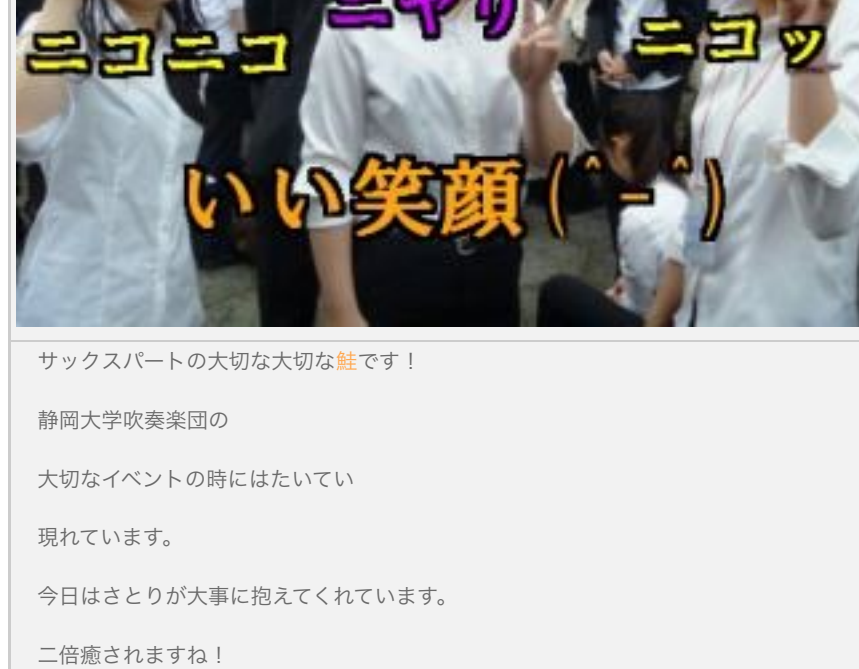 ニヤリ
ニコニコ
ニコッ
いい笑顔(^-^)
サックスパートの大切な大切な鮭です！
静岡大学吹奏楽団の
大切なイベントの時にはたいてい
現れています。
今日はさとりが大事に抱えてくれています。
二倍癒されますね！